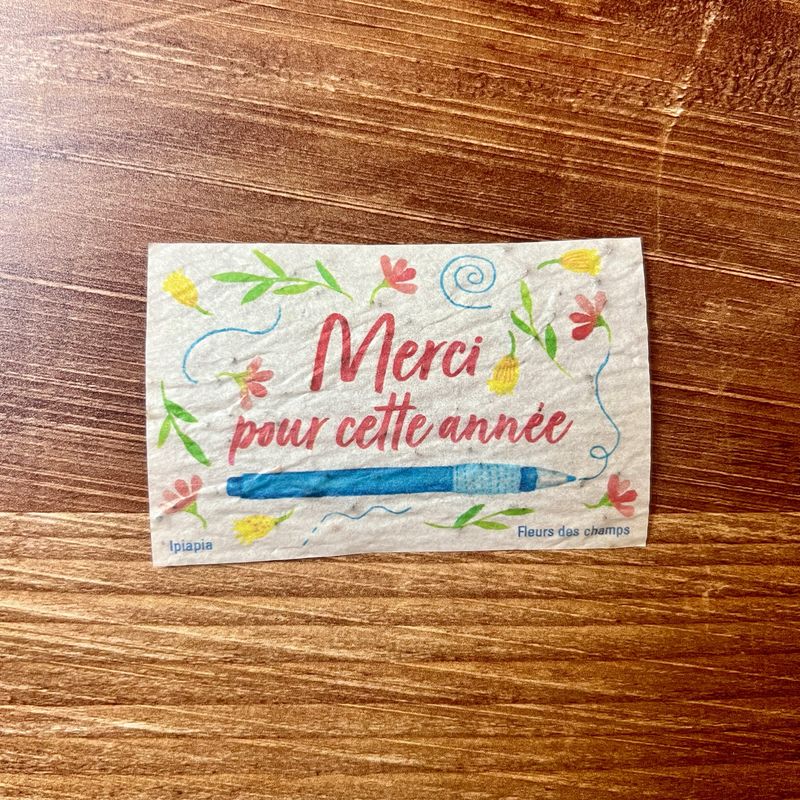 Merci
pour cette année
Ipiapia
Fleurs des champs